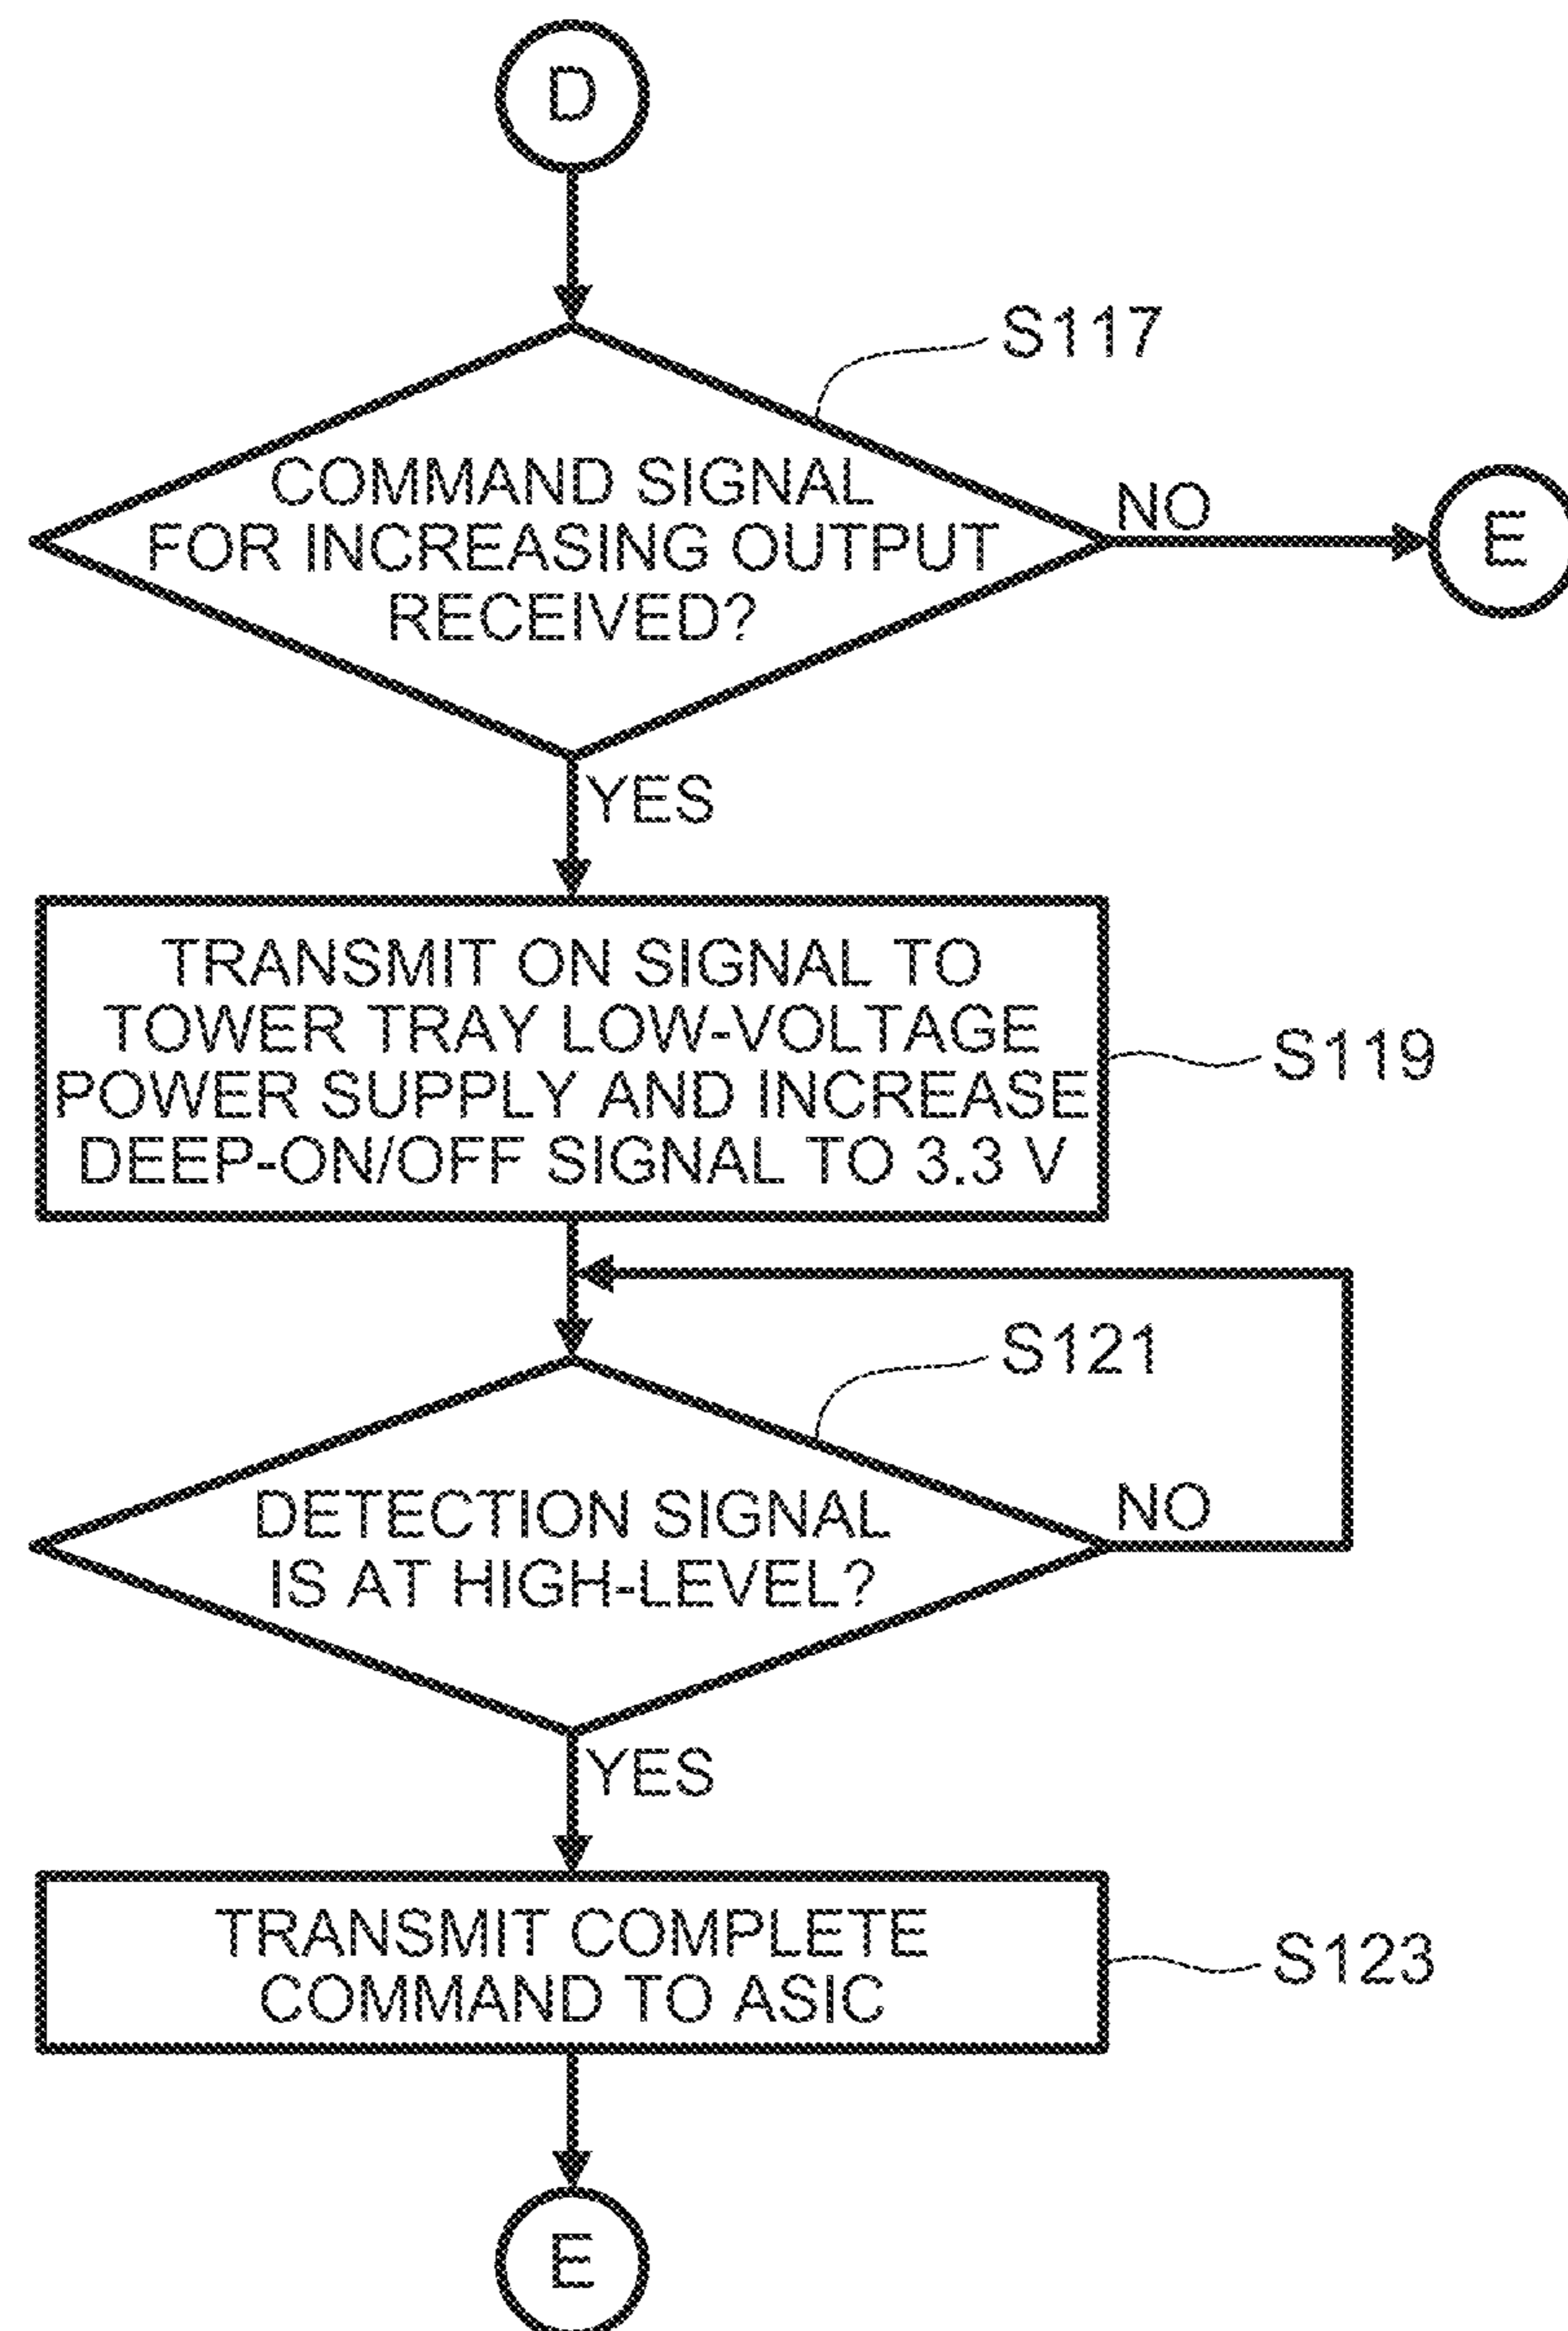 D
S117
COMMAND SIGNAL
FOR INCREASING OUTPUT
RECEIVED?
NO
E
YES
TRANSMIT ON SIGNAL TO
TOWER TRAY LOW-VOLTAGE
POWER SUPPLY AND INCREASE
DEEP-ON/OFF SIGNAL TO 3.3 V
S119
S121
DETECTION SIGNAL
IS AT HIGH-LEVEL?
NO
YES
TRANSMIT COMPLETE
COMMAND TO ASIC
S123
E